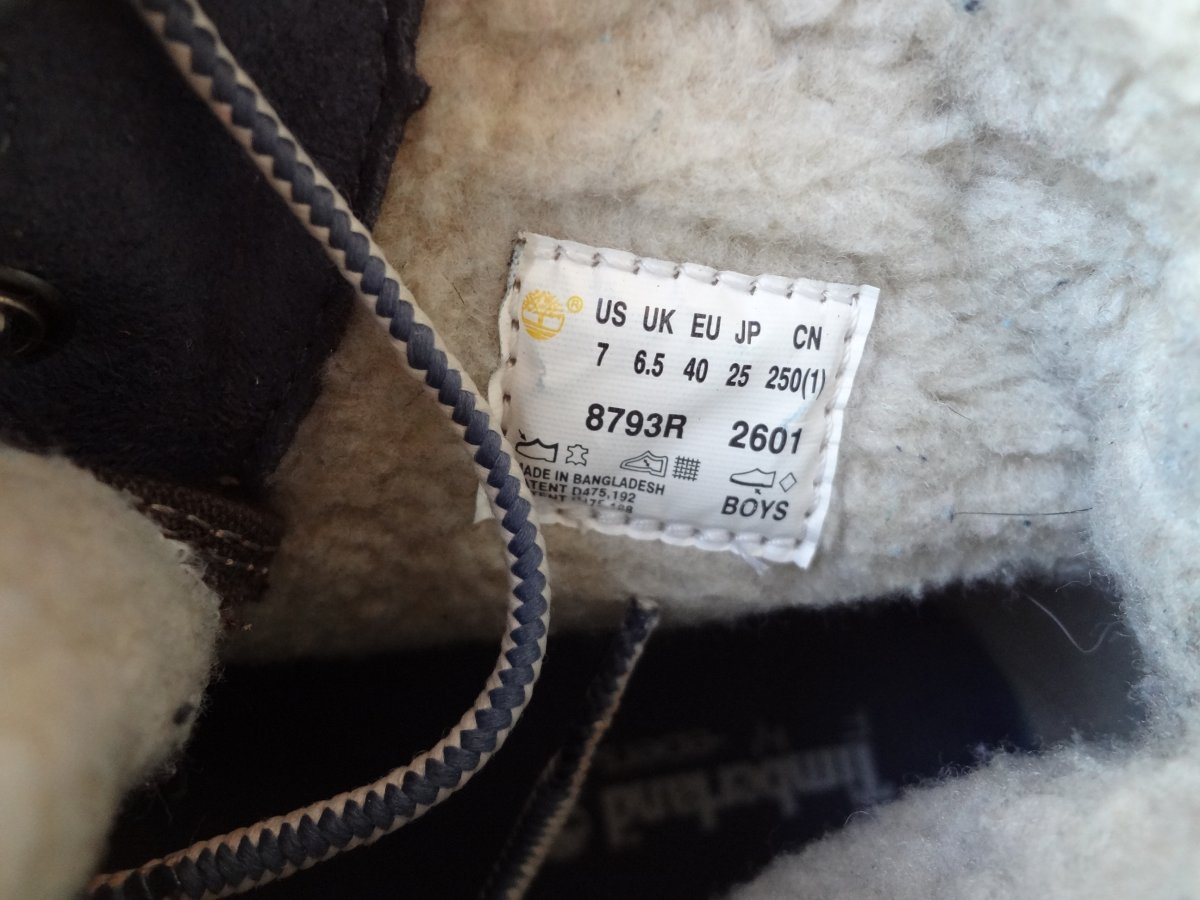 ® US UK EU JP CN
7 6.5 40 25 250(1)
8793R 2601
MADE IN BANGLADESH
PATENT D475,192
BOYS
Timberland